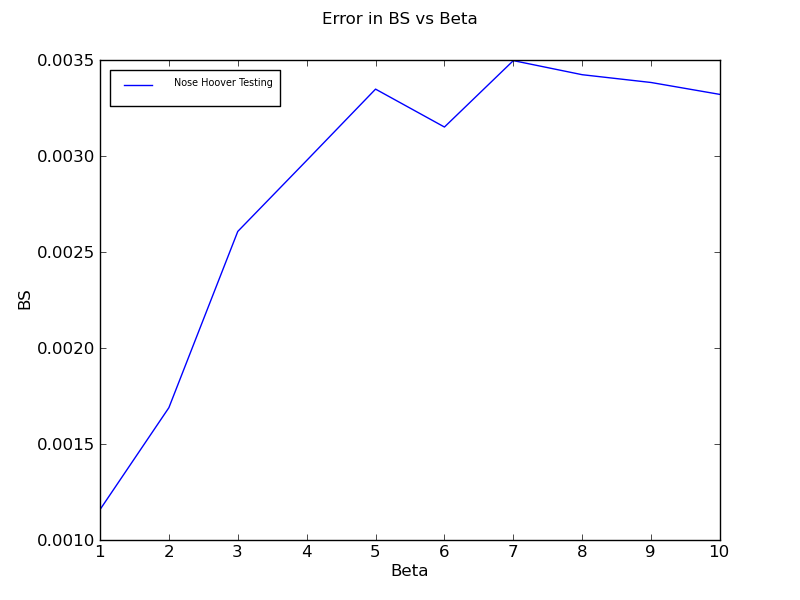 Error in BS vs Beta
Nose Hoover Testing
0.0035
0.0030
0.0025
0.0020
0.0015
0.0010
BS
1 2 3 4 5 6 7 8 9 10
Beta